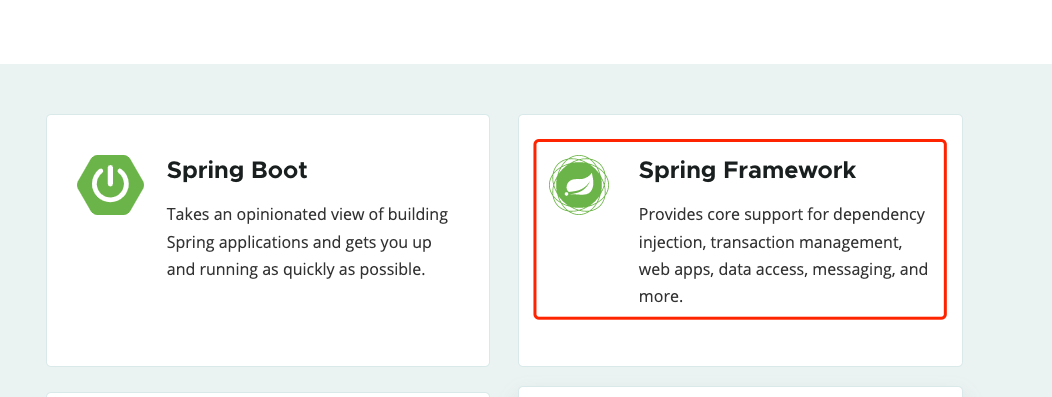 Spring Boot
Takes an opinionated view of building
Spring applications and gets you up
and running as quickly as possible.
Spring Framework
Provides core support for dependency
injection, transaction management,
web apps, data access, messaging, and
more.